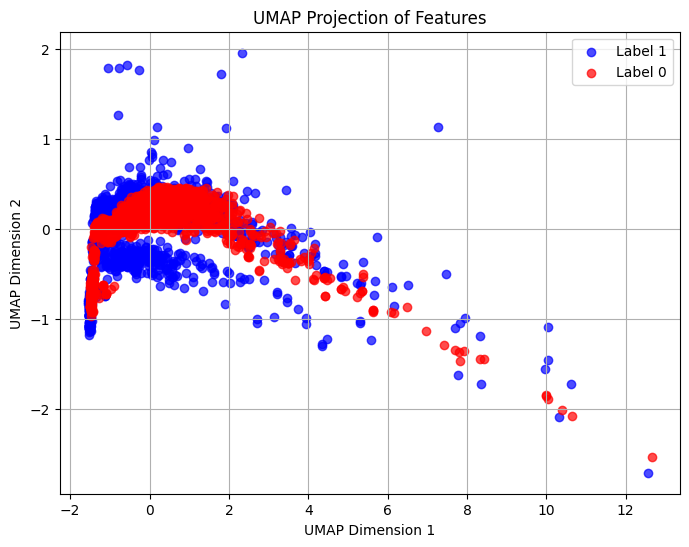 UMAP Projection of Features
Label 1
Label 0
UMAP Dimension 2
2
1
0
−1
−2
−2
0
2
4
6
8
10
12
UMAP Dimension 1